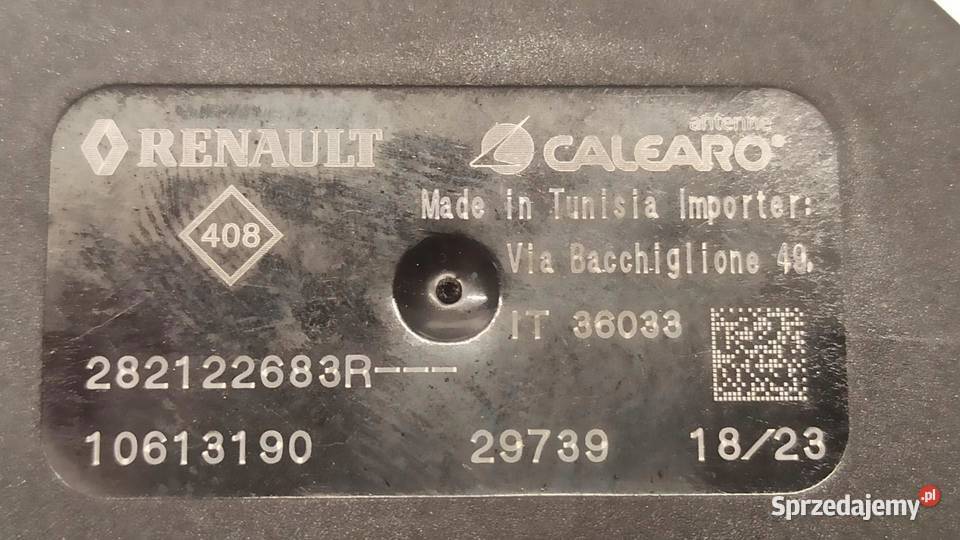 RENAULT
antenne
CALEARO
408
Made in Tunisia Importer:
Via Bacchiglione 49.
IT 36033
282122683R---
10613190 29739 18/23
Sprzedajemy.pl